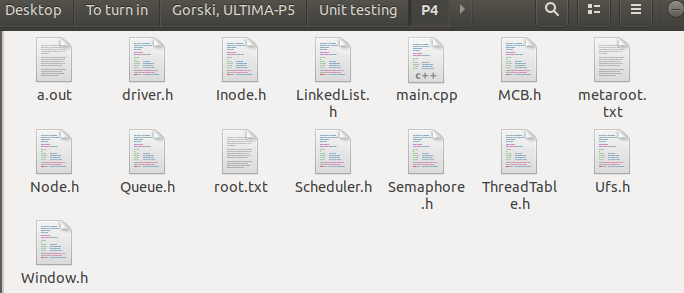 Desktop To turn in Gorski, ULTIMA-P5 Unit testing P4
a.out driver.h Inode.h LinkedList. main.cpp MCB.h metaroot.
h txt
c++
Node.h Queue.h root.txt Scheduler.h Semaphore ThreadTabl Ufs.h
.h e.h
Window.h